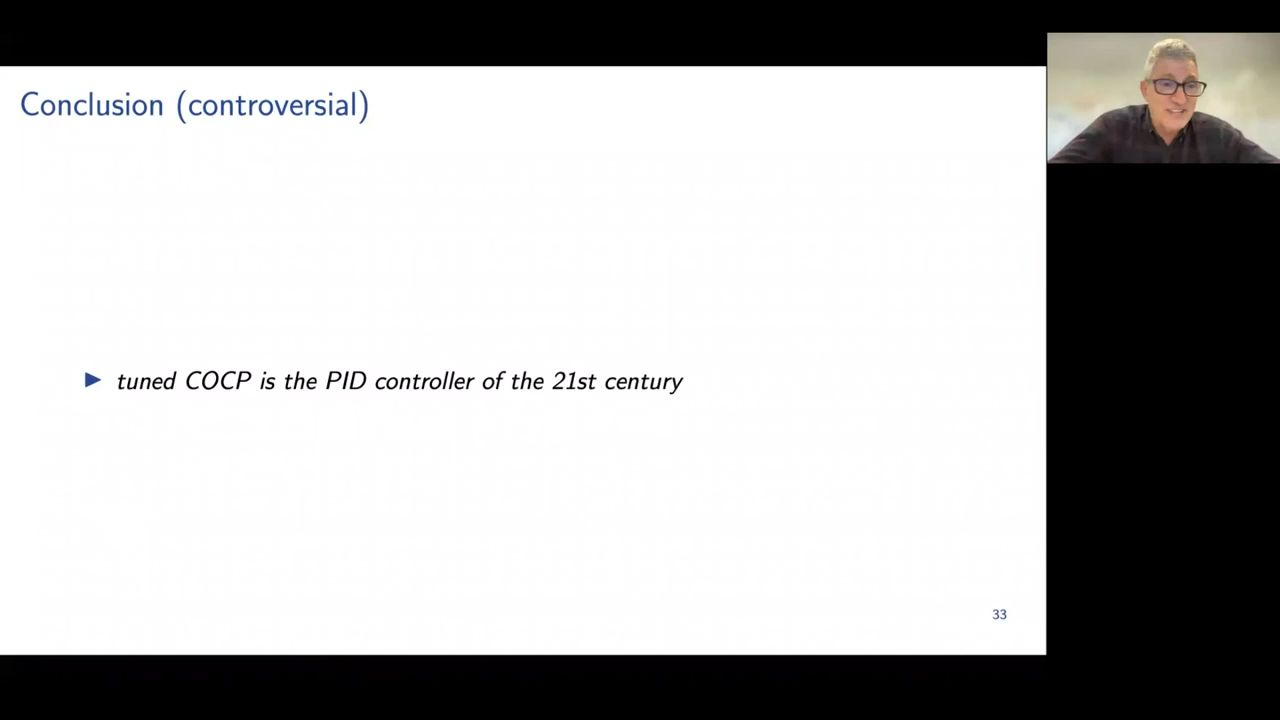 Conclusion (controversial)
▶ tuned COCP is the PID controller of the 21st century
33